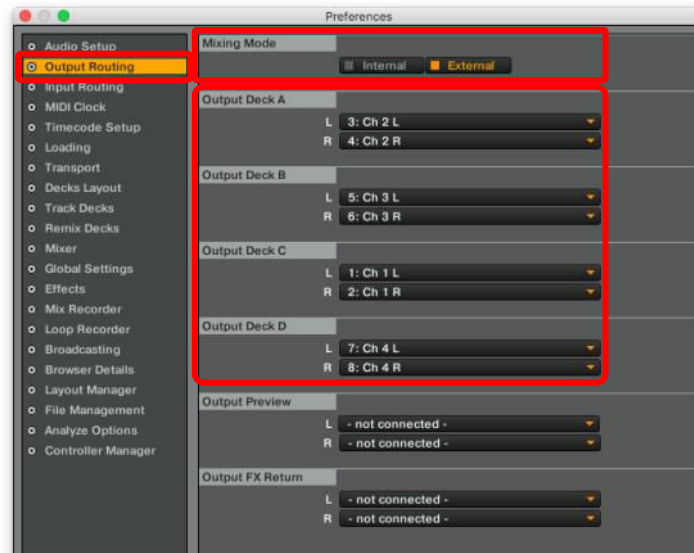 Preferences
Audio Setup
Output Routing
Input Routing
MIDI Clock
Timecode Setup
Loading
Transport
Decks Layout
Track Decks
Remix Decks
Mixer
Global Settings
Effects
Mix Recorder
Loop Recorder
Broadcasting
Browser Details
Layout Manager
File Management
Analyze Options
Controller Manager
Mixing Mode
Internal External
Output Deck A
L 3: Ch 2 L
R 4: Ch 2 R
Output Deck B
L 5: Ch 3 L
R 6: Ch 3 R
Output Deck C
L 1: Ch 1 L
R 2: Ch 1 R
Output Deck D
L 7: Ch 4 L
R 8: Ch 4 R
Output Preview
L - not connected -
R - not connected -
Output FX Return
L - not connected -
R - not connected -